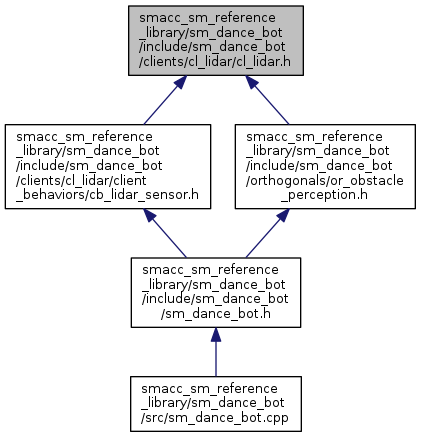 smacc_sm_reference
_library/sm_dance_bot
/include/sm_dance_bot
/clients/cl_lidar/cl_lidar.h
smacc_sm_reference
_library/sm_dance_bot
/include/sm_dance_bot
/clients/cl_lidar/client
_behaviors/cb_lidar_sensor.h
smacc_sm_reference
_library/sm_dance_bot
/include/sm_dance_bot
/orthogonals/or_obstacle
_perception.h
smacc_sm_reference
_library/sm_dance_bot
/include/sm_dance_bot
/sm_dance_bot.h
smacc_sm_reference
_library/sm_dance_bot
/src/sm_dance_bot.cpp